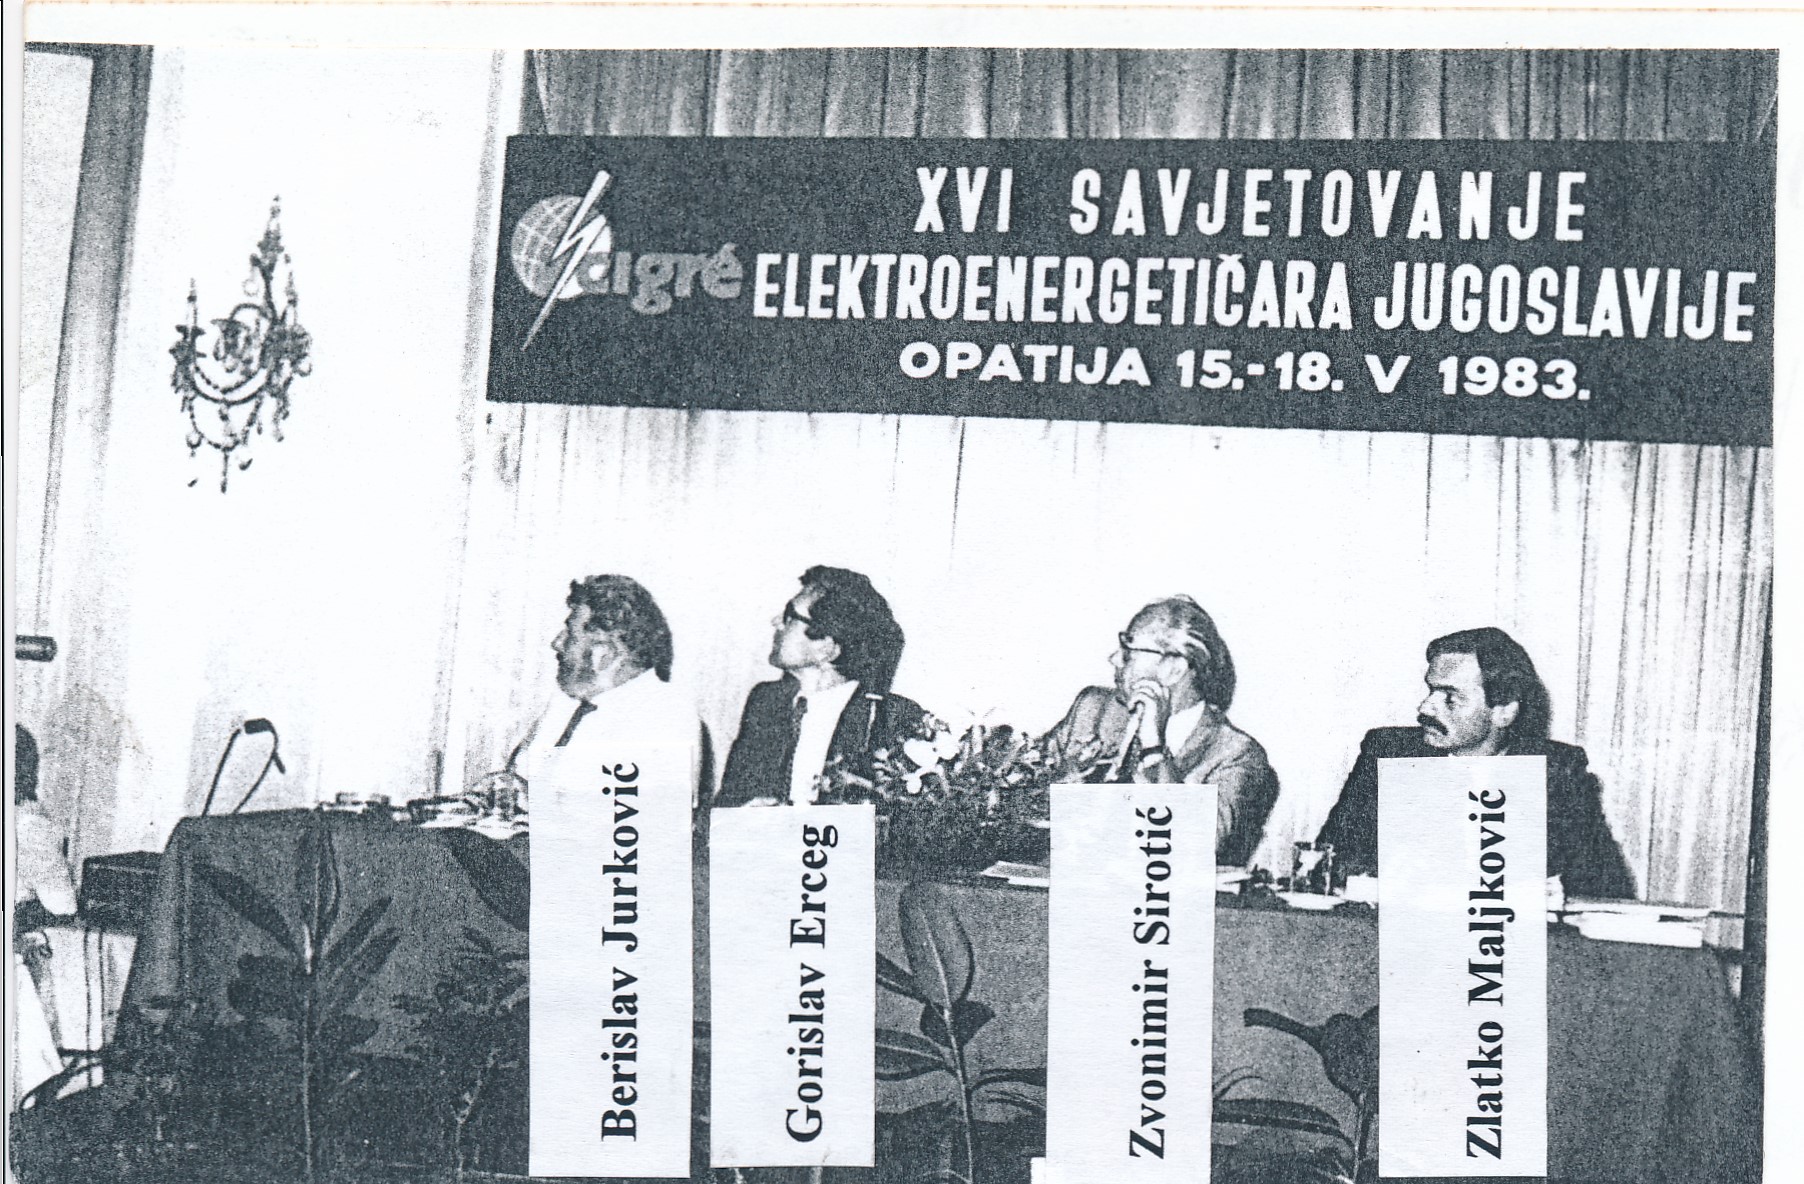 XVI SAVJETOVANJE
cigré
ELEKTROENERGETIČARA JUGOSLAVIJE
OPATIJA 15.-18. V 1983.
Berislav Jurković
Gorislav Erceg
Zvonimir Sirotić
Zlatko Maljković